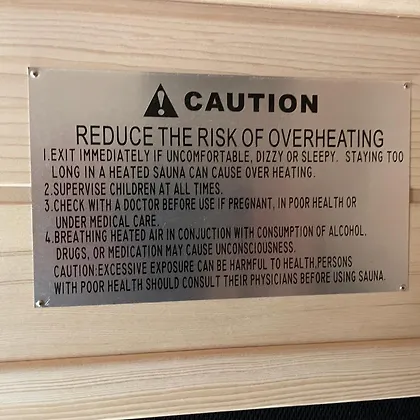 CAUTION
REDUCE THE RISK OF OVERHEATING
1.EXIT IMMEDIATELY IF UNCOMFORTABLE, DIZZY OR SLEEPY. STAYING TOO
LONG IN A HEATED SAUNA CAN CAUSE OVER HEATING.
2.SUPERVISE CHILDREN AT ALL TIMES.
3.CHECK WITH A DOCTOR BEFORE USE IF PREGNANT, IN POOR HEALTH OR
UNDER MEDICAL CARE.
4.BREATHING HEATED AIR IN CONJUCTION WITH CONSUMPTION OF ALCOHOL,
DRUGS, OR MEDICATION MAY CAUSE UNCONSCIOUSNESS.
CAUTION:EXCESSIVE EXPOSURE CAN BE HARMFUL TO HEALTH,PERSONS
WITH POOR HEALTH SHOULD CONSULT THEIR PHYSICIANS BEFORE USING SAUNA.